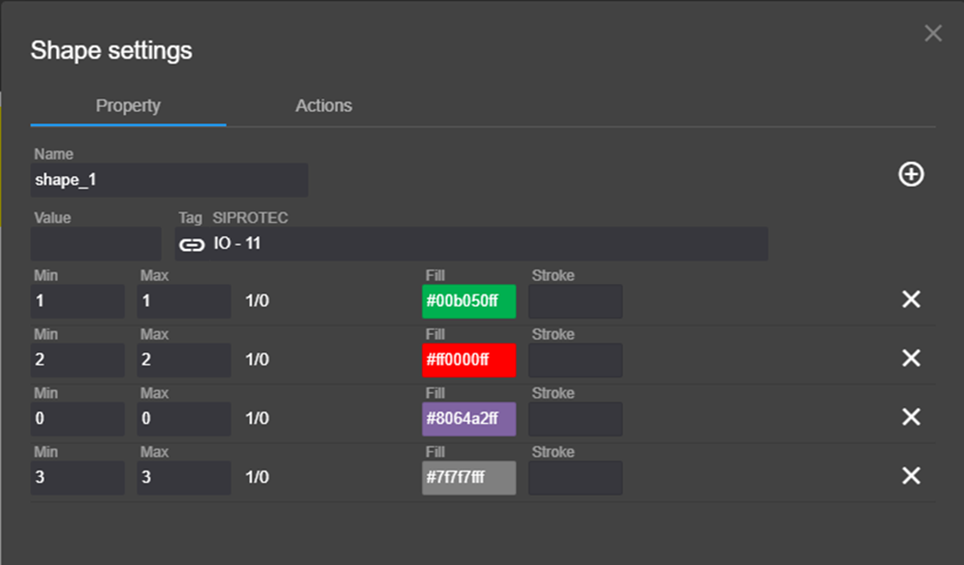 Shape settings
Property Actions
Name
shape_1
Value Tag SIPROTEC
IO - 11
Min Max Fill Stroke
1 1 1/0 #00b050ff
Min Max Fill Stroke
2 2 1/0 #ff0000ff
Min Max Fill Stroke
0 0 1/0 #8064a2ff
Min Max Fill Stroke
3 3 1/0 #7f7f7fff